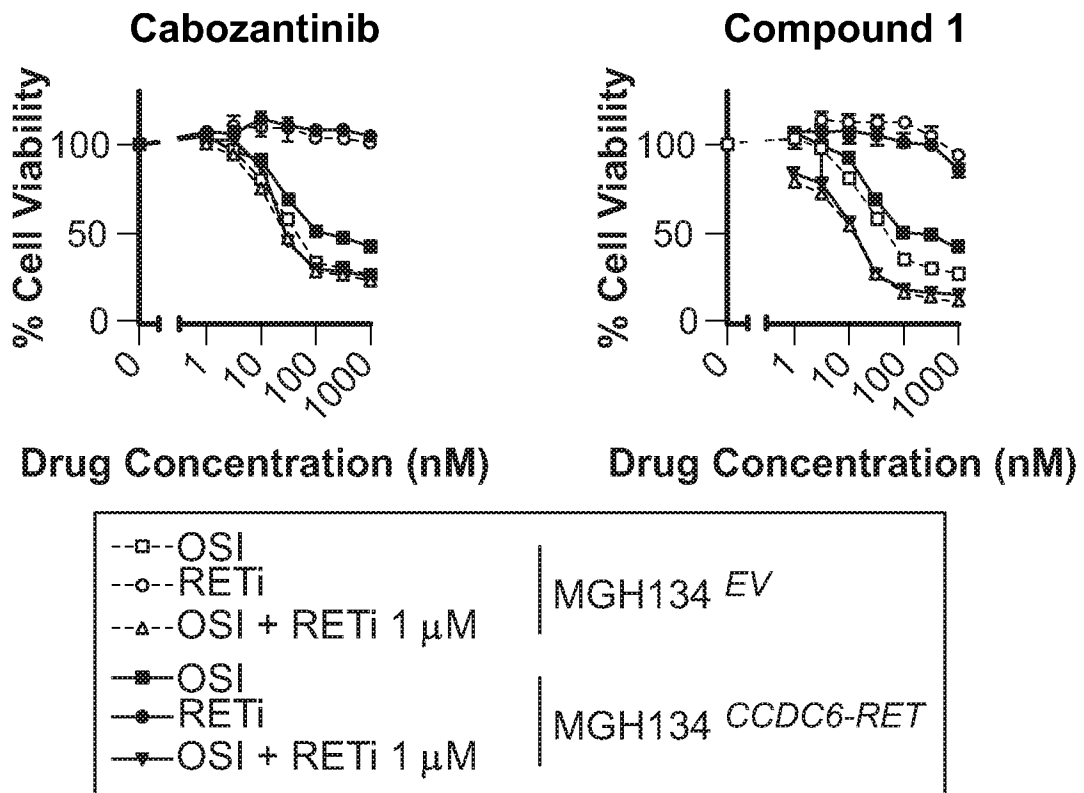 Cabozantinib
% Cell Viability
100
50
0
0
1
10
100
1000
Drug Concentration (nM)
Compound 1
% Cell Viability
100
50
0
0
1
10
100
1000
Drug Concentration (nM)
OSI
RETi
OSI + RETi 1 μM
MGH134 EV
OSI
RETi
OSI + RETi 1 μM
MGH134 CCDC6-RET